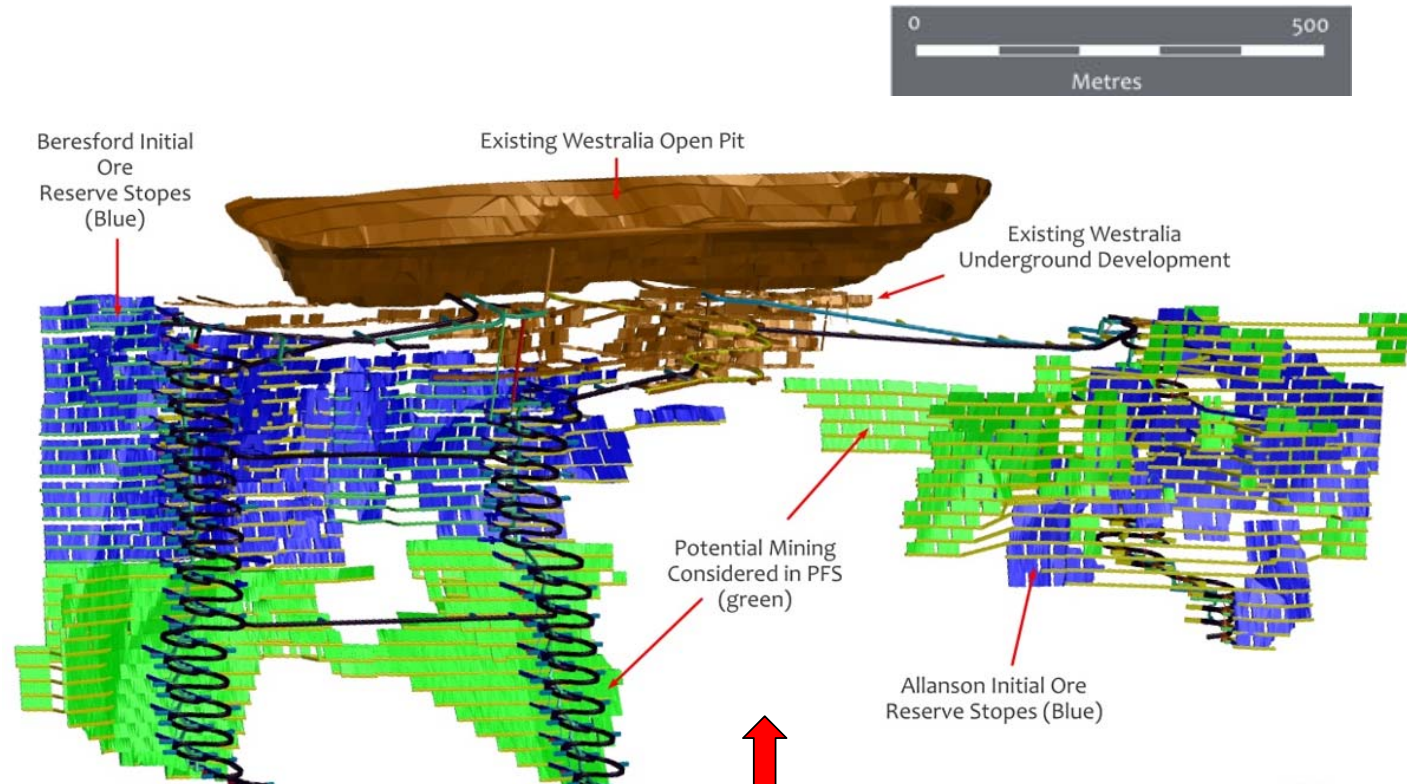 0 500
Metres
Beresford Initial
Ore
Reserve Stopes
(Blue)
Existing Westralia Open Pit
Existing Westralia
Underground Development
Potential Mining
Considered in PFS
(green)
Allanson Initial Ore
Reserve Stopes (Blue)